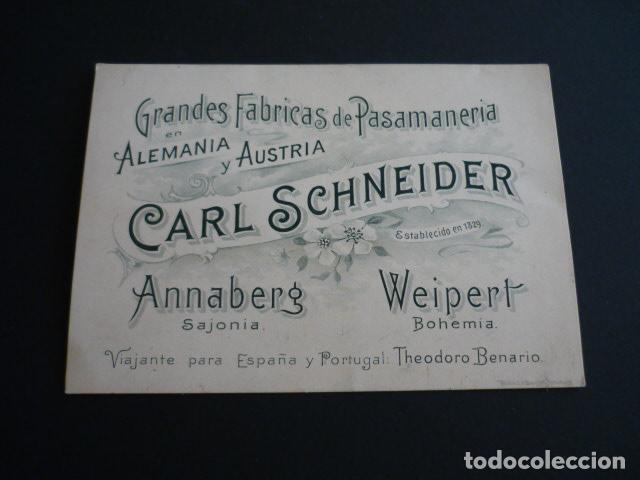 Grandes Fabricas de Pasamaneria
en
ALEMANIA y AUSTRIA
CARL SCHNEIDER
Establecido en 1829
Annaberg Weipert
Sajonia. Bohemia.
Viajante para España y Portugal: Theodoro Benario.
todocoleccion